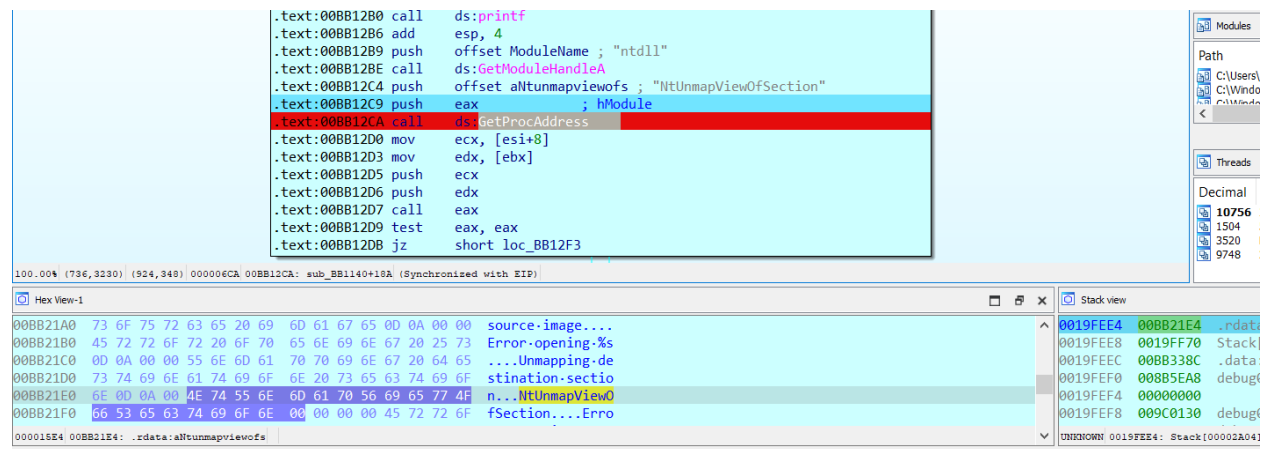 .text:00BB12B0 call ds:printf
.text:00BB12B6 add esp, 4
.text:00BB12B9 push offset ModuleName ; "ntdll"
.text:00BB12BE call ds:GetModuleHandleA
.text:00BB12C4 push offset aNtunmapviewofs ; "NtUnmapViewOfSection"
.text:00BB12C9 push eax ; hModule
.text:00BB12CA call ds:GetProcAddress
.text:00BB12D0 mov ecx, [esi+8]
.text:00BB12D3 mov edx, [ebx]
.text:00BB12D5 push ecx
.text:00BB12D6 push edx
.text:00BB12D7 call eax
.text:00BB12D9 test eax, eax
.text:00BB12DB jz short loc_BB12F3
100.00% (736,3230) (924,348) 000006CA 00BB12CA: sub_BB1140+18A (Synchronized with EIP)
Modules
Path
C:\Users\
C:\Windo
C:\Windo
Threads
Decimal
10756
1504
3520
9748
Hex View-1
00BB21A0 73 6F 75 72 63 65 20 69 6D 61 67 65 0D 0A 00 00 source·image....
00BB21B0 45 72 72 6F 72 20 6F 70 65 6E 69 6E 67 20 25 73 Error·opening·%s
00BB21C0 0D 0A 00 00 55 6E 6D 61 70 70 69 6E 67 20 64 65 ....Unmapping·de
00BB21D0 73 74 69 6E 61 74 69 6F 6E 20 73 65 63 74 69 6F stination·sectio
00BB21E0 6E 0D 0A 00 4E 74 55 6E 6D 61 70 56 69 65 77 4F n...NtUnmapViewO
00BB21F0 66 53 65 63 74 69 6F 6E 00 00 00 00 45 72 72 6F fSection....Erro
000015E4 00BB21E4: .rdata:aNtunmapviewofs
Stack view
0019FEE4 00BB21E4 .rdat
0019FEE8 0019FF70 Stack[
0019FEEC 00BB338C .data:
0019FEF0 008B5EA8 debug0
0019FEF4 00000000
0019FEF8 009C0130 debug0
UNKNOWN 0019FEE4: Stack[00002A04]